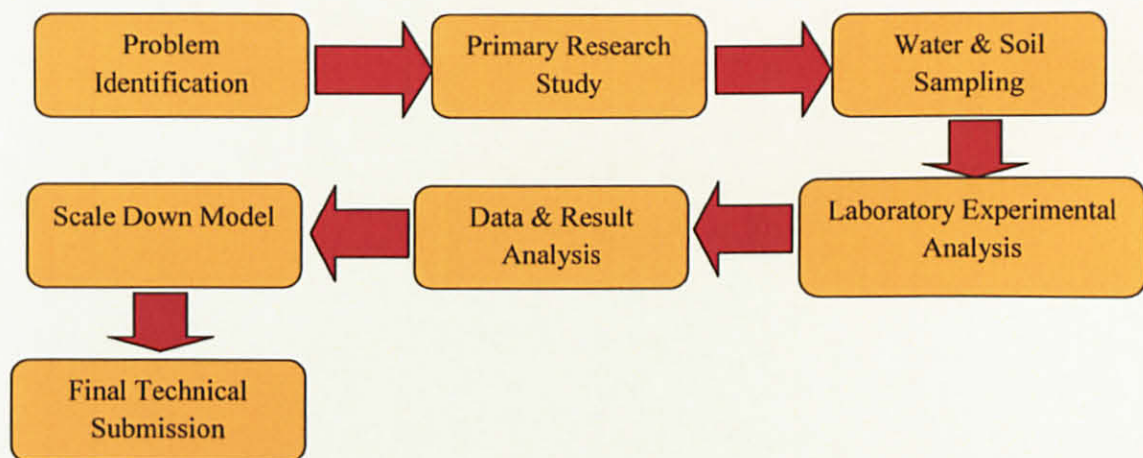 Problem
Identification
Primary Research
Study
Water & Soil
Sampling
Laboratory Experimental
Analysis
Data & Result
Analysis
Scale Down Model
Final Technical
Submission